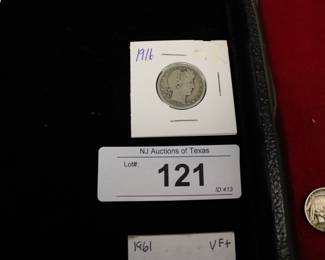 1916
NJ Auctions of Texas
Lot#:
121
ID:413
1961 VF+